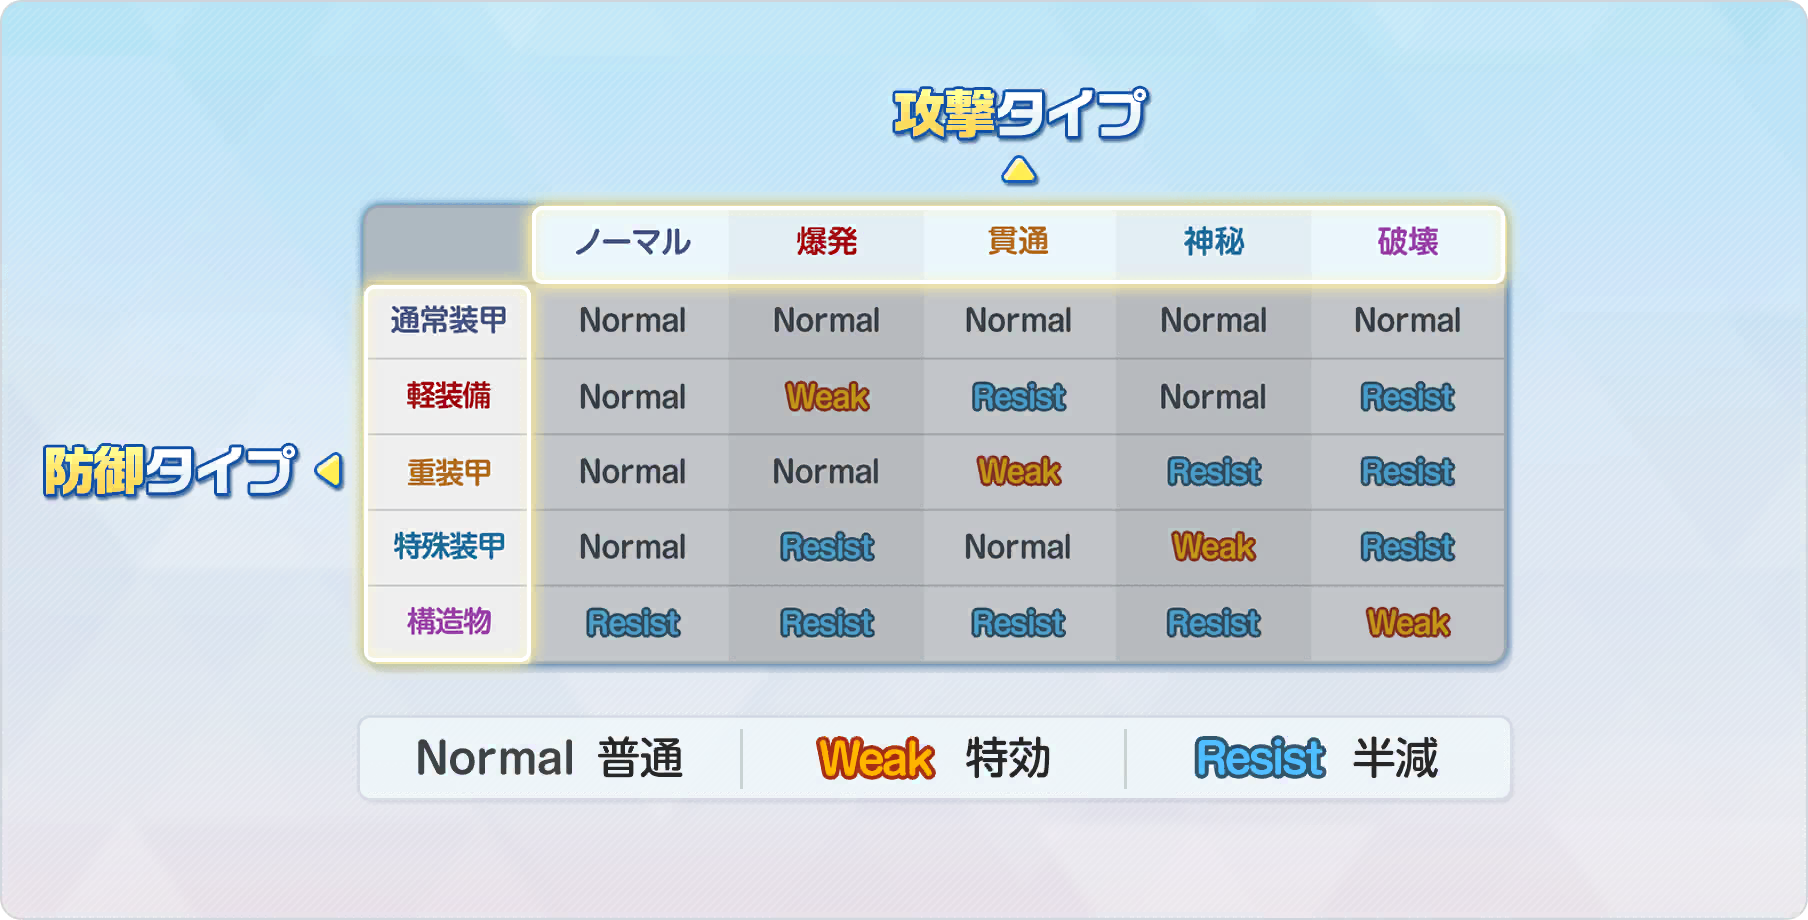 攻撃タイプ
ノーマル 爆発 貫通 神秘 破壊
通常装甲 Normal Normal Normal Normal Normal
軽装備 Normal Weak Resist Normal Resist
防御タイプ
重装甲 Normal Normal Weak Resist Resist
特殊装甲 Normal Resist Normal Weak Resist
構造物 Resist Resist Resist Resist Weak
Normal 普通 Weak 特効 Resist 半減